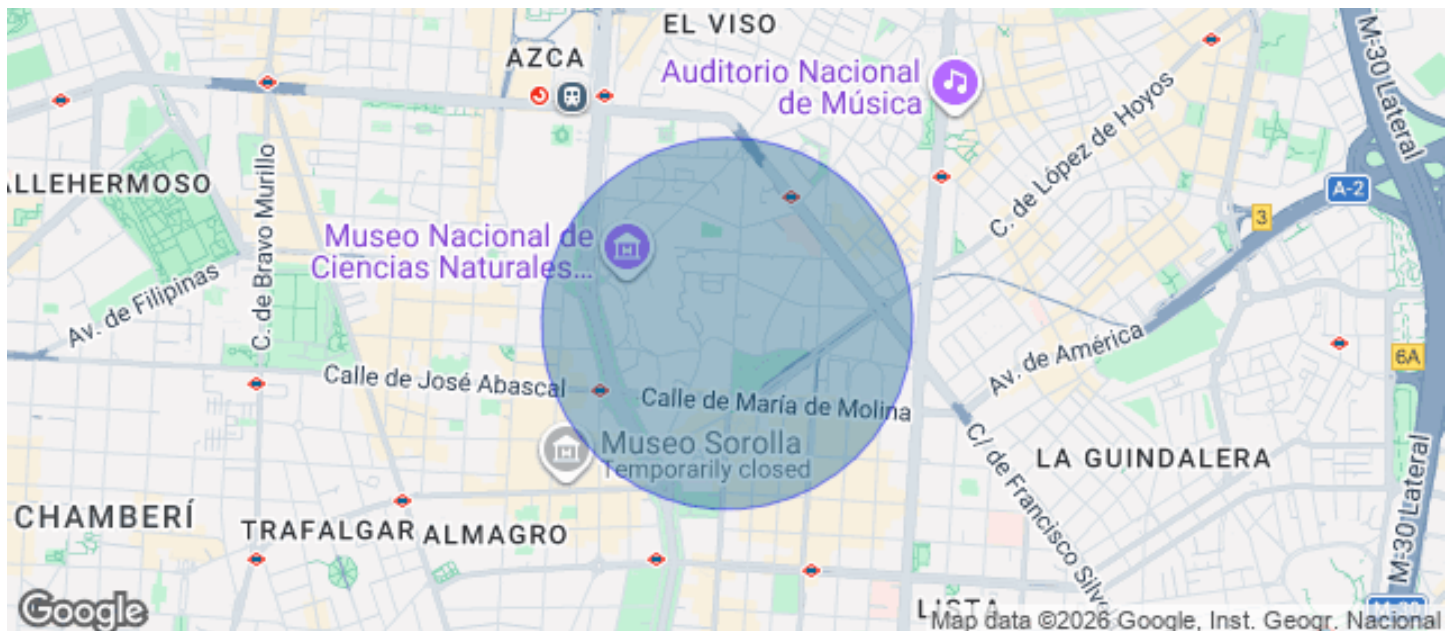 EL VISO
AZCA
Auditorio Nacional
de Música
C. de López de Hoyos
M-30 Lateral
ALLEHERMOSO
C. de Bravo Murillo
A-2
3
Museo Nacional de
Ciencias Naturales...
Av. de Filipinas
Av. de América
6A
Calle de José Abascal
Calle de María de Molina
Museo Sorolla
Temporarily closed
C/ de Francisco Silve
LA GUINDALERA
M-30 Lateral
CHAMBERÍ
TRAFALGAR
ALMAGRO
LISTA
M-30
Google
Map data ©2026 Google, Inst. Geogr. Nacional